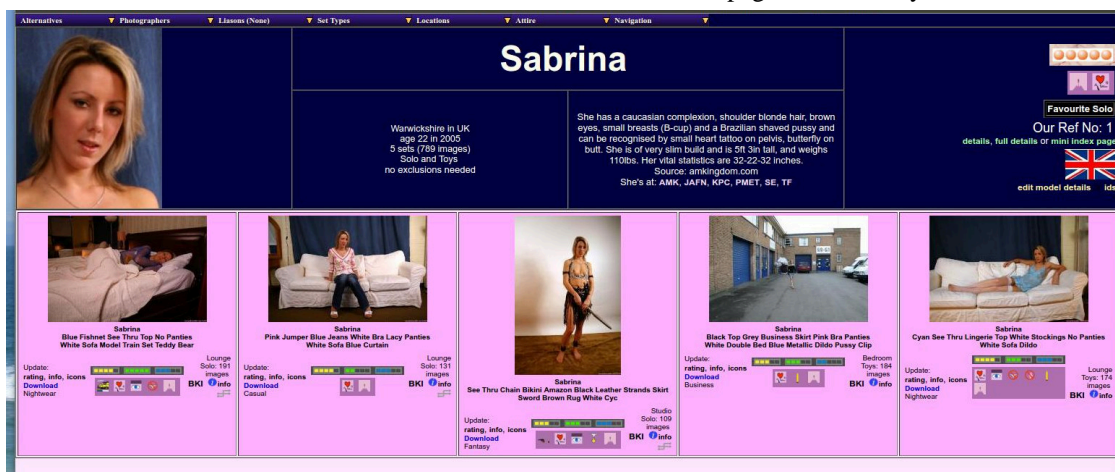 page
Alternatives Photographers Liasons (None) Set Types Locations Attire Navigation
Sabrina
Warwickshire in UK
age 22 in 2005
5 sets (789 images)
Solo and Toys
no exclusions needed
She has a caucasian complexion, shoulder blonde hair, brown
eyes, small breasts (B-cup) and a Brazilian shaved pussy and
can be recognised by small heart tattoo on pelvis, butterfly on
butt. She is of very slim build and is 5ft 3in tall, and weighs
110lbs. Her vital statistics are 32-22-32 inches.
Source: amkingdom.com
She's at: AMK, JAFN, KPC, PMET, SE, TF
Favourite Solo
Our Ref No: 1
details, full details or mini index page
edit model details ids
Sabrina
Blue Fishnet See Thru Top No Panties
White Sofa Model Train Set Teddy Bear
Lounge
Solo: 191
images
Update:
rating, info, icons
Download
Nightwear
BKI info
Sabrina
Pink Jumper Blue Jeans White Bra Lacy Panties
White Sofa Blue Curtain
Lounge
Solo: 131
images
Update:
rating, info, icons
Download
Casual
BKI info
Sabrina
See Thru Chain Bikini Amazon Black Leather Strands Skirt
Sword Brown Rug White Cyc
Studio
Solo: 109
images
Update:
rating, info, icons
Download
Fantasy
BKI info
Sabrina
Black Top Grey Business Skirt Pink Bra Panties
White Double Bed Blue Metallic Dildo Pussy Clip
Bedroom
Toys: 184
images
Update:
rating, info, icons
Download
Business
BKI info
Sabrina
Cyan See Thru Lingerie Top White Stockings No Panties
White Sofa Dildo
Lounge
Toys: 174
images
Update:
rating, info, icons
Download
Nightwear
BKI info